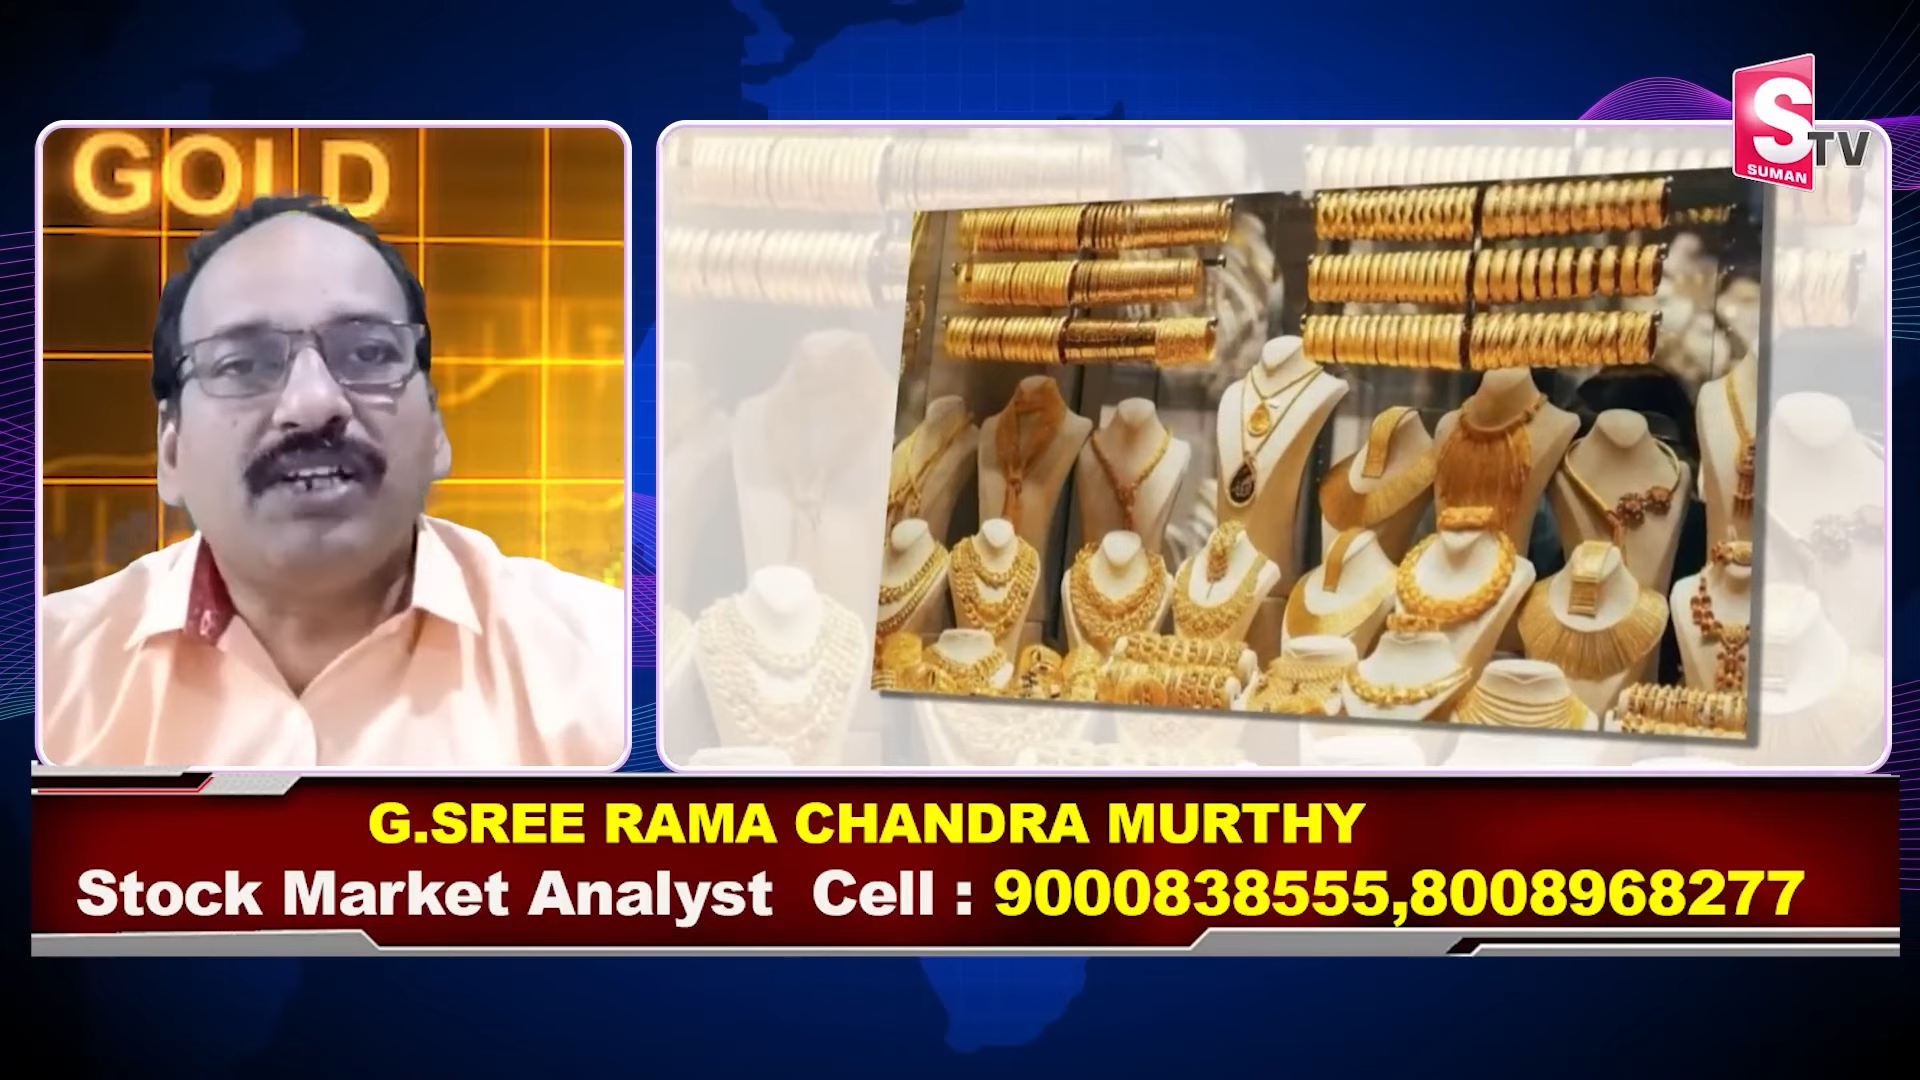 GOLD
S TV
SUMAN
G.SREE RAMA CHANDRA MURTHY
Stock Market Analyst Cell : 9000838555,8008968277